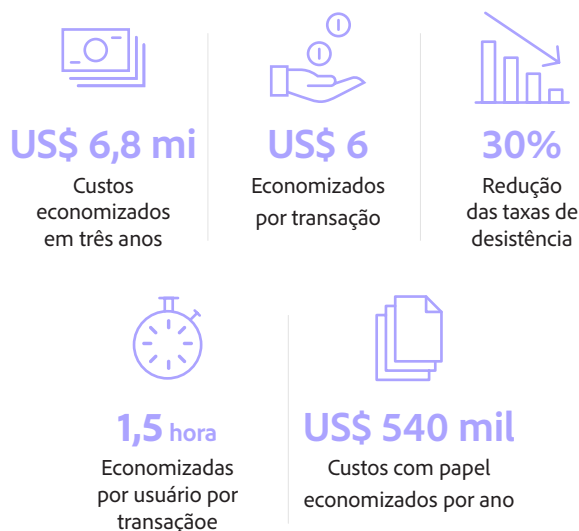 US$ 6,8 mi
Custos
economizados
em três anos
US$ 6
Economizados
por transação
30%
Redução
das taxas de
desistência
1,5 hora
Economizadas
por usuário por
transaçãoe
US$ 540 mil
Custos com papel
economizados por ano